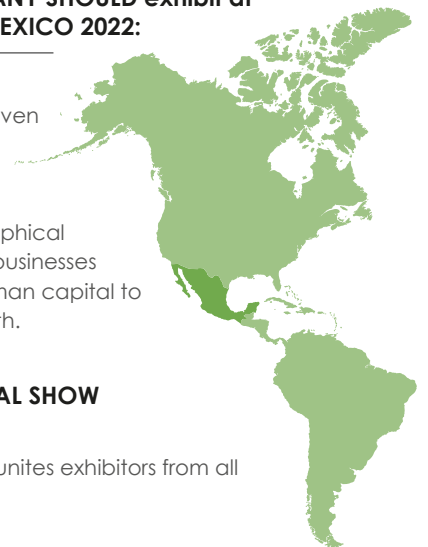 ANY SHOULD exhibit at
EXICO 2022:
ven
phical
businesses
man capital to
th.
AL SHOW
unites exhibitors from all